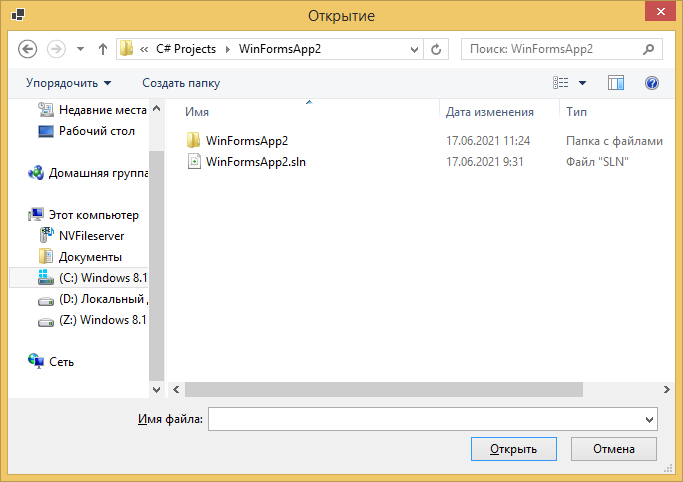 Открытие
« C# Projects WinFormsApp2
Поиск: WinFormsApp2
Упорядочить Создать папку
Недавние места
Рабочий стол
Домашняя группа
Этот компьютер
NVFileserver
Документы
(C:) Windows 8.1
(D:) Локальный д
(Z:) Windows 8.1
Сеть
Имя Дата изменения Тип
WinFormsApp2 17.06.2021 11:24 Папка с файлами
WinFormsApp2.sln 17.06.2021 9:31 Файл "SLN"
Имя файла:
Открыть Отмена